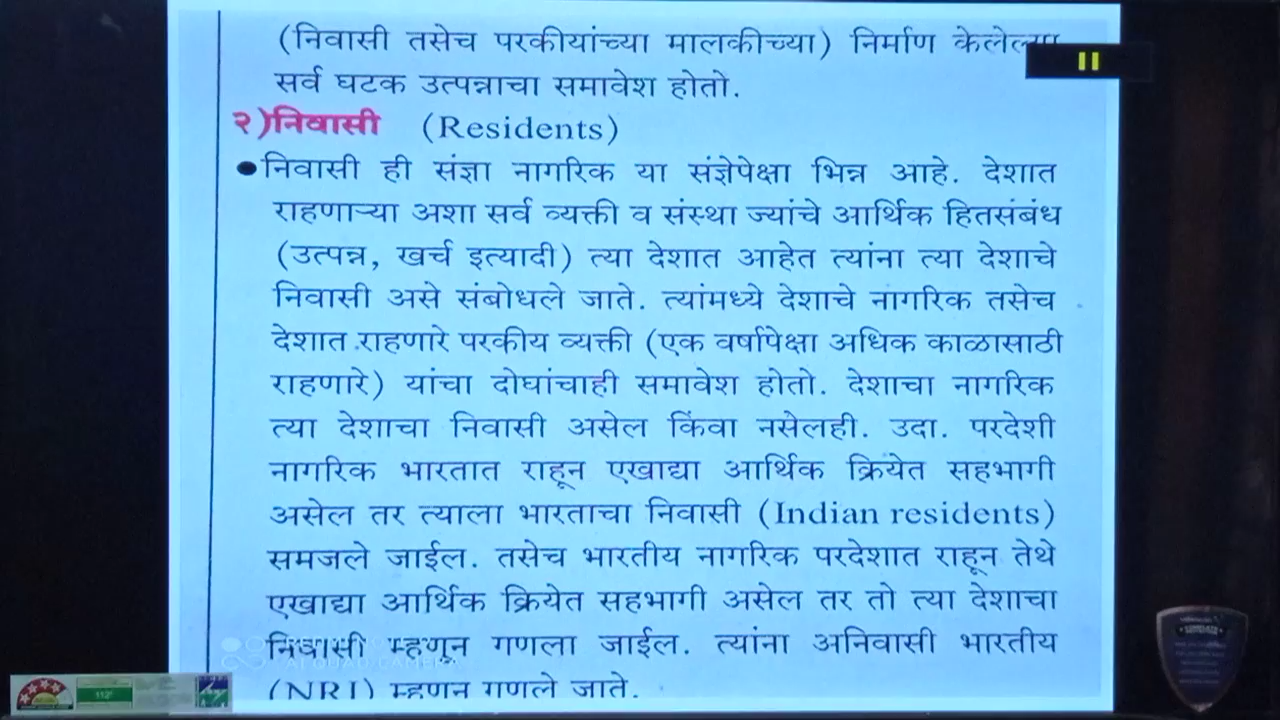 (निवासी तसेच परकीयांच्या मालकीच्या) निर्माण केलेल्या
सर्व घटक उत्पन्नाचा समावेश होतो.
२)निवासी (Residents)
●निवासी ही संज्ञा नागरिक या संज्ञेपेक्षा भिन्न आहे. देशात
राहणाऱ्या अशा सर्व व्यक्ती व संस्था ज्यांचे आर्थिक हितसंबंध
(उत्पन्न, खर्च इत्यादी) त्या देशात आहेत त्यांना त्या देशाचे
निवासी असे संबोधले जाते. त्यांमध्ये देशाचे नागरिक तसेच
देशात राहणारे परकीय व्यक्ती (एक वर्षापेक्षा अधिक काळासाठी
राहणारे) यांचा दोघांचाही समावेश होतो. देशाचा नागरिक
त्या देशाचा निवासी असेल किंवा नसेलही. उदा. परदेशी
नागरिक भारतात राहून एखाद्या आर्थिक क्रियेत सहभागी
असेल तर त्याला भारताचा निवासी (Indian residents)
समजले जाईल. तसेच भारतीय नागरिक परदेशात राहून तेथे
एखाद्या आर्थिक क्रियेत सहभागी असेल तर तो त्या देशाचा
निवासी म्हणून गणला जाईल. त्यांना अनिवासी भारतीय
(NRI) म्हणून गणले जाते.
112"